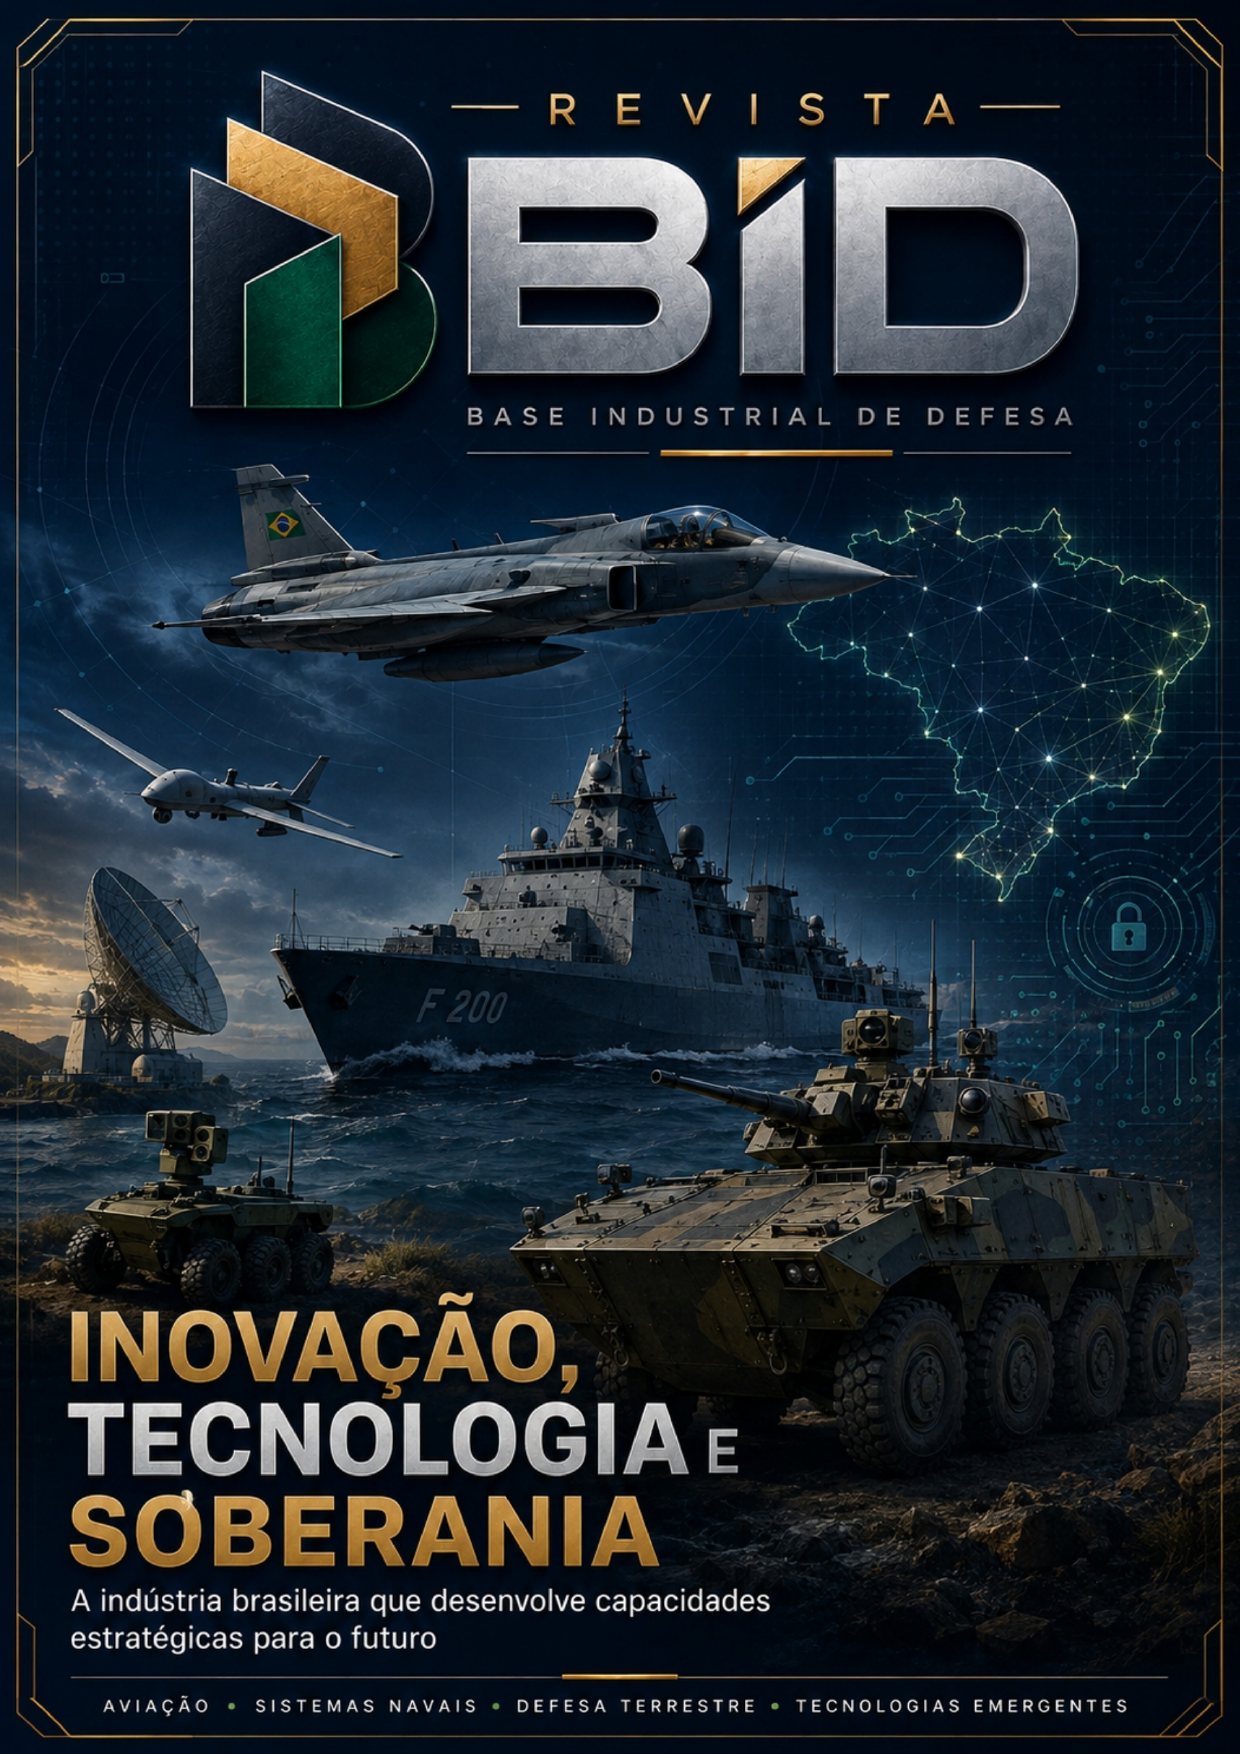 REVISTA
BID
BASE INDUSTRIAL DE DEFESA
F 200
INOVAÇÃO,
TECNOLOGIA E
SOBERANIA
A indústria brasileira que desenvolve capacidades
estratégicas para o futuro
AVIAÇÃO • SISTEMAS NAVAIS • DEFESA TERRESTRE • TECNOLOGIAS EMERGENTES